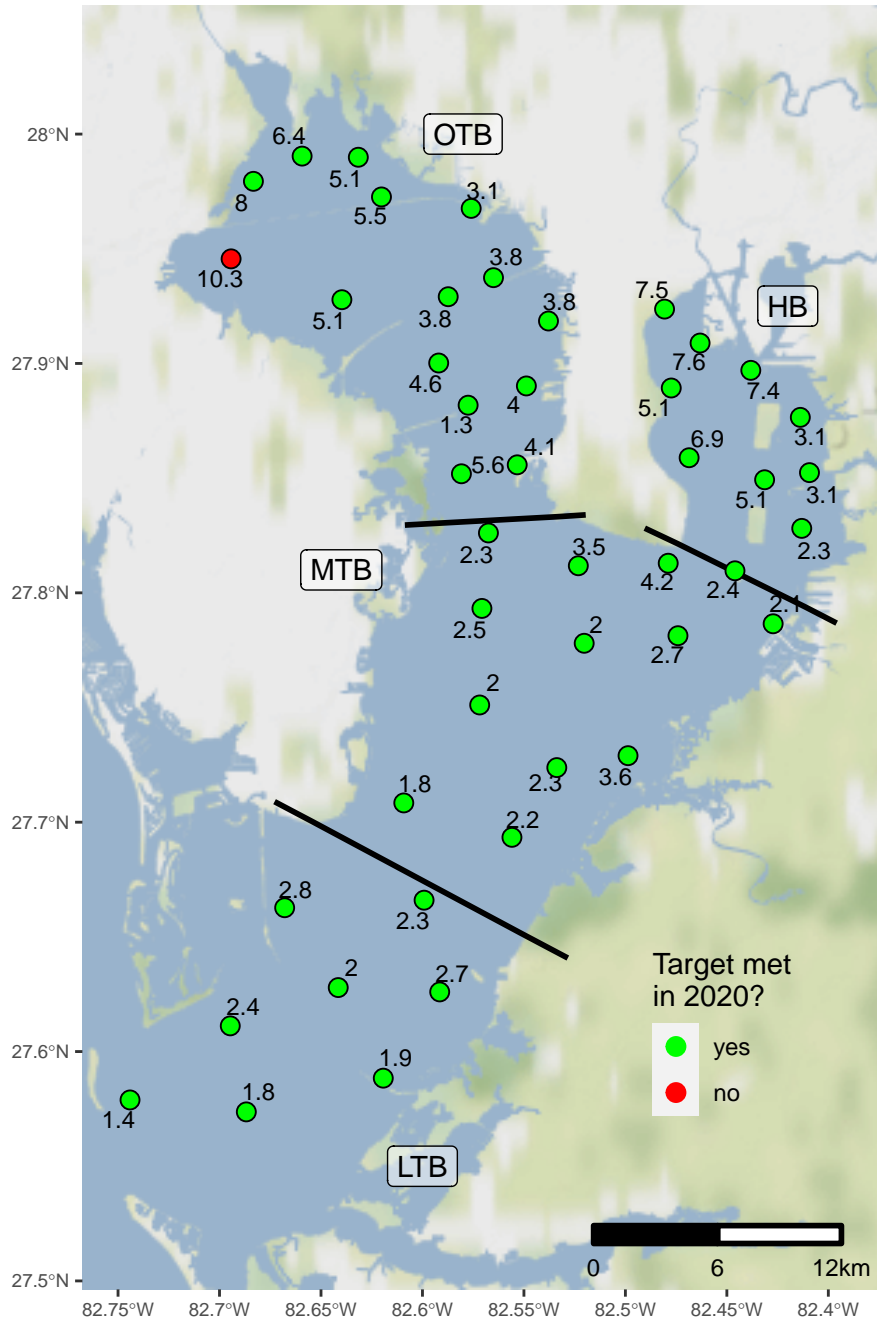 28°N
27.9°N
27.8°N
27.7°N
27.6°N
27.5°N
OTB
6.4
5.1
8
5.5
3.1
10.3
3.8
5.1
3.8
3.8
4.6
4
1.3
4.1
5.6
HB
7.5
7.6
7.4
5.1
3.1
6.9
5.1
3.1
2.3
MTB
2.3
3.5
4.2
2.4
2.1
2.5
2
2.7
2
2.3
3.6
1.8
2.2
2.8
2.3
2
2.7
2.4
1.9
1.4
1.8
LTB
Target met
in 2020?
yes
no
0 6 12km
82.75°W 82.7°W 82.65°W 82.6°W 82.55°W 82.5°W 82.45°W 82.4°W